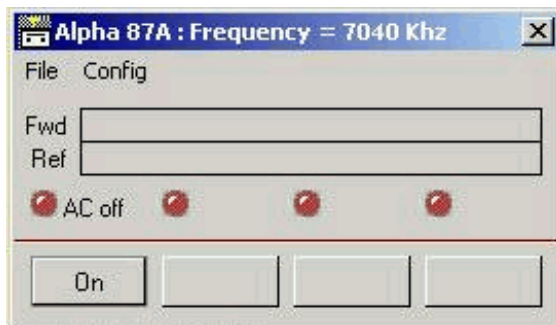 Alpha 87A : Frequency = 7040 Khz
File Config
Fwd
Ref
AC off
On